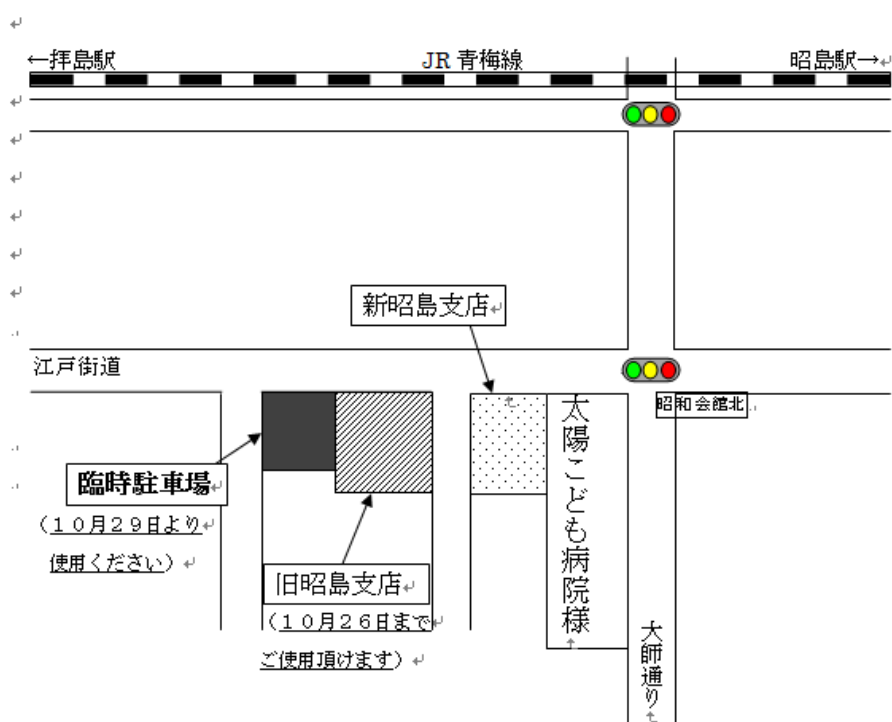 ←拝島駅
JR 青梅線
昭島駅→
新昭島支店
江戸街道
昭和会館北
太陽こども病院様
臨時駐車場
（１０月２９日より
使用ください）
旧昭島支店
（１０月２６日まで
ご使用頂けます）
大師通り